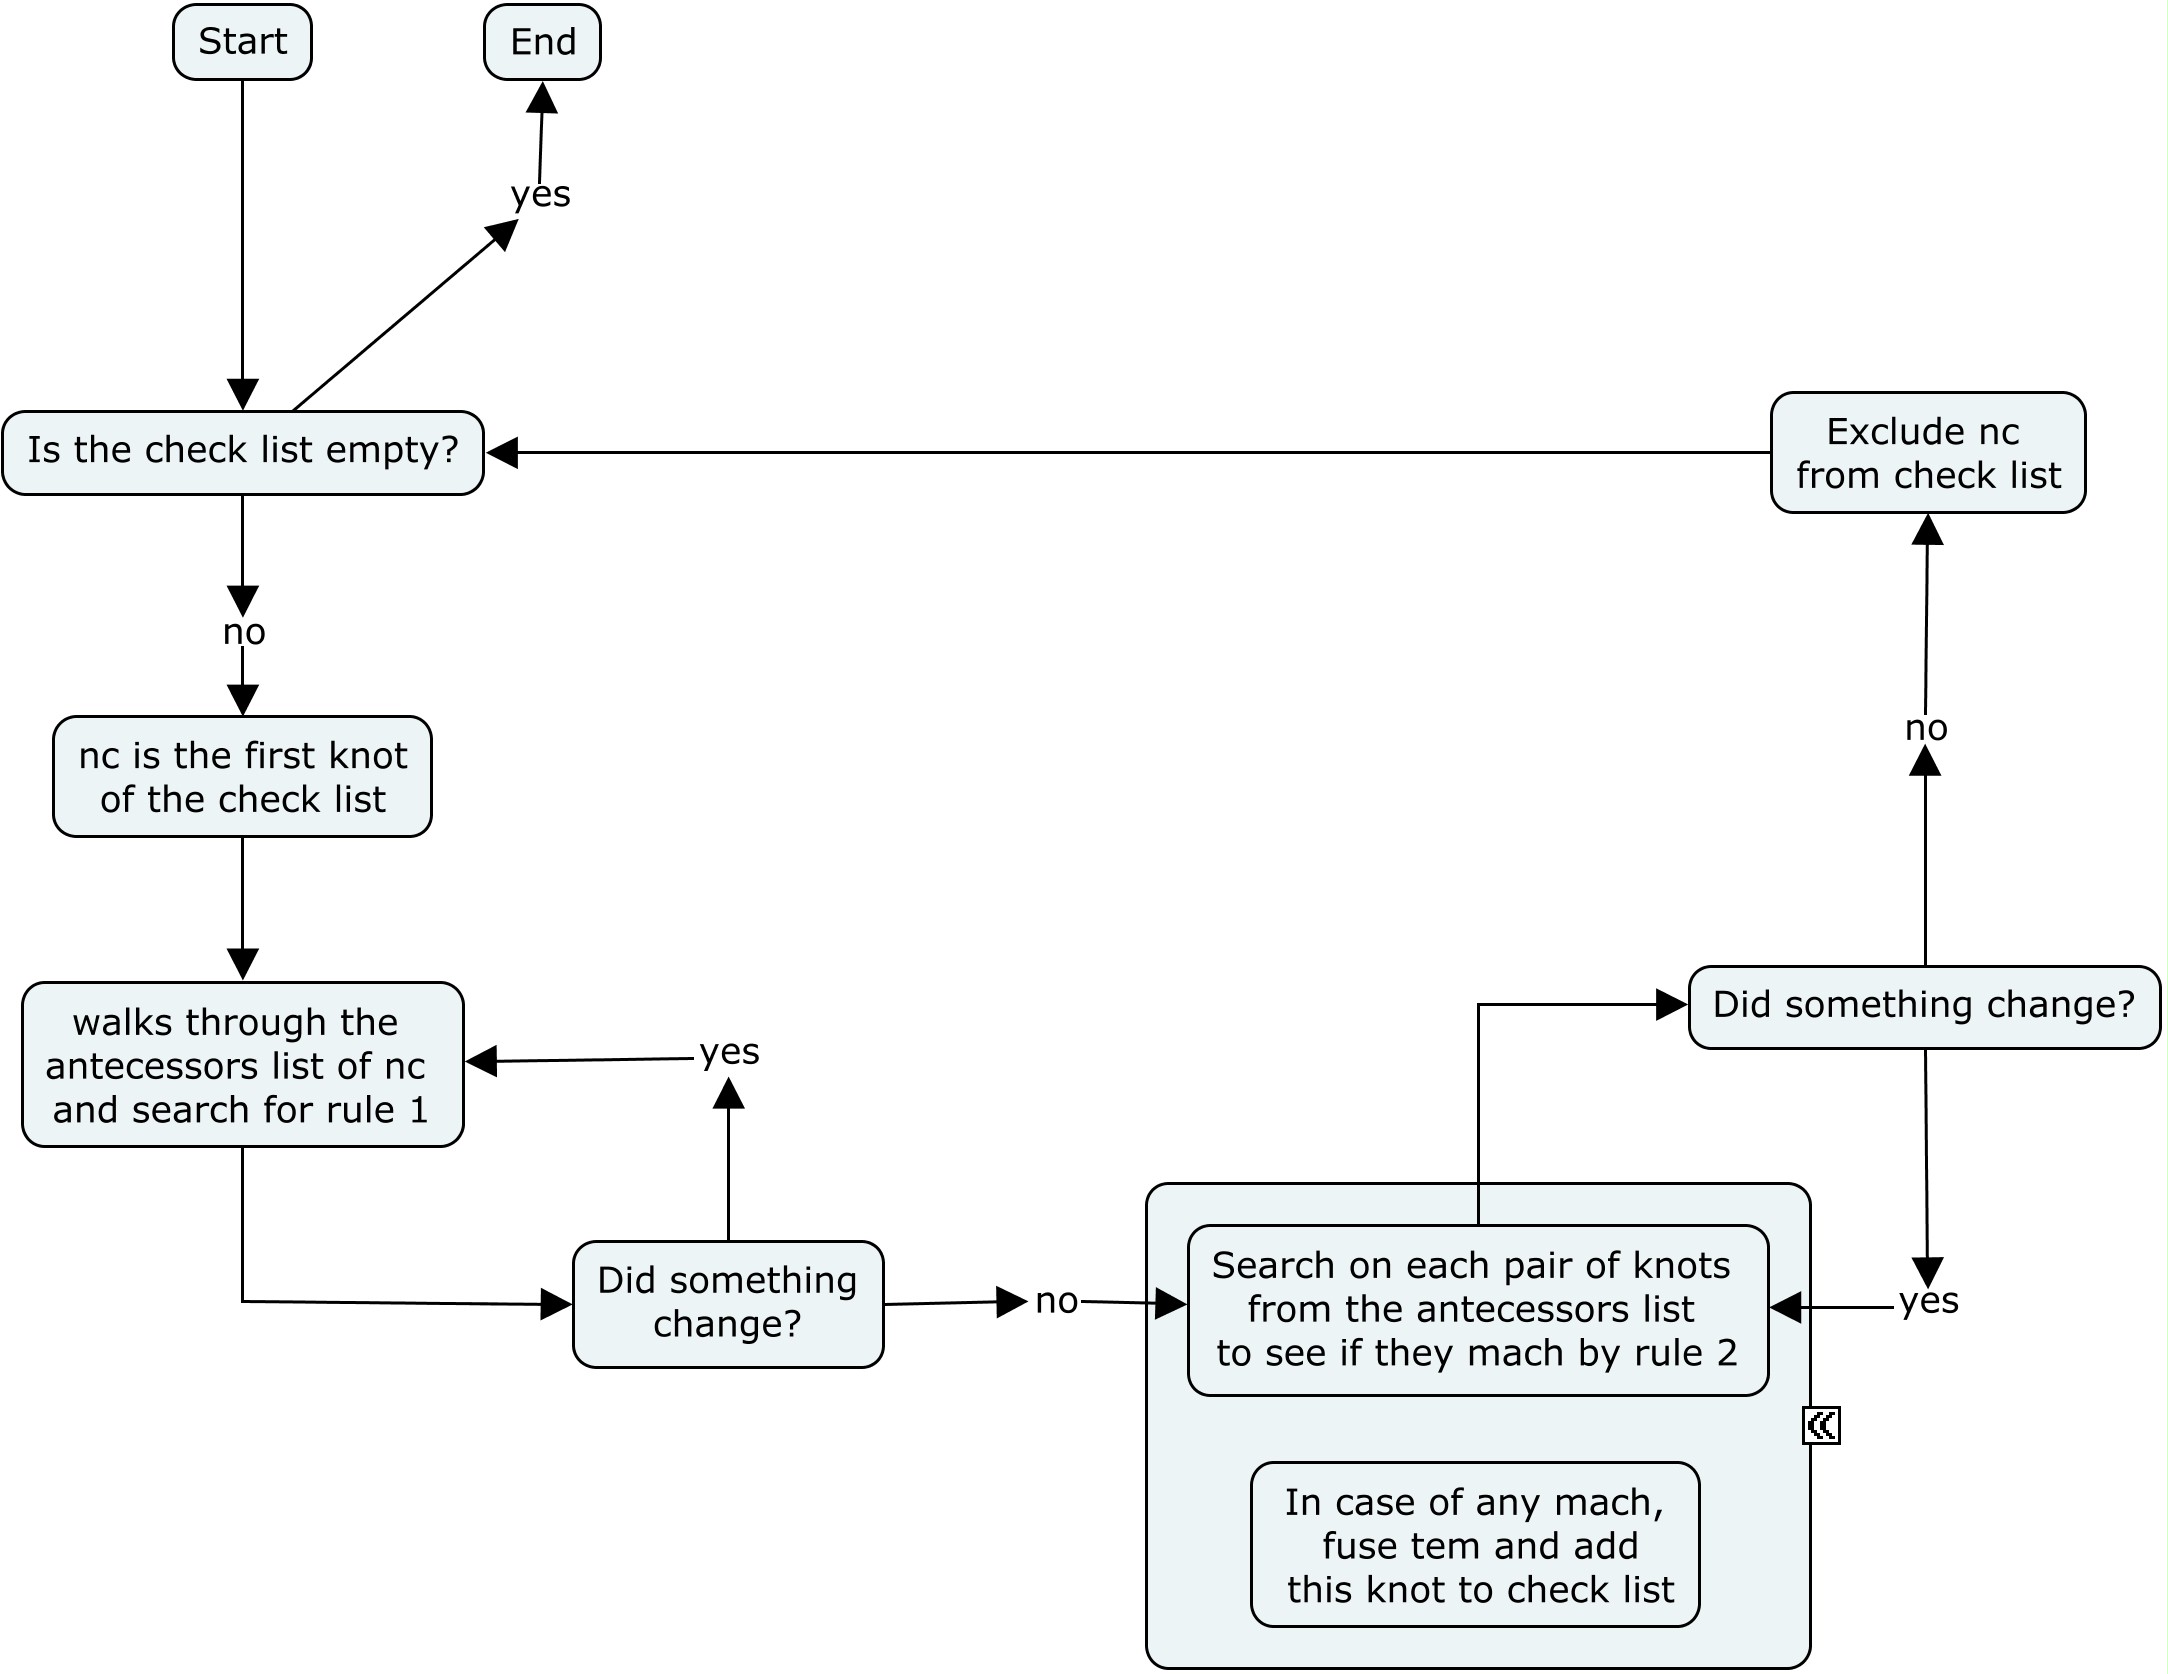 Start
End
yes
Is the check list empty?
Exclude nc
from check list
no
nc is the first knot
of the check list
no
walks through the
antecessors list of nc
and search for rule 1
yes
Did something change?
Did something
change?
no
Search on each pair of knots
from the antecessors list
to see if they mach by rule 2
yes
In case of any mach,
fuse tem and add
this knot to check list